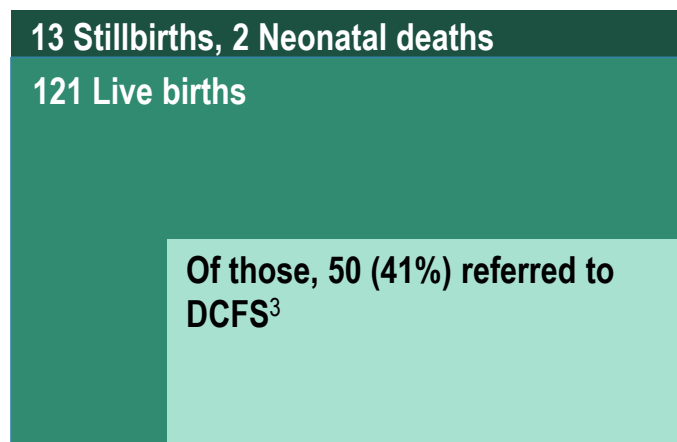 13 Stillbirths, 2 Neonatal deaths
121 Live births
Of those, 50 (41%) referred to
DCFS³